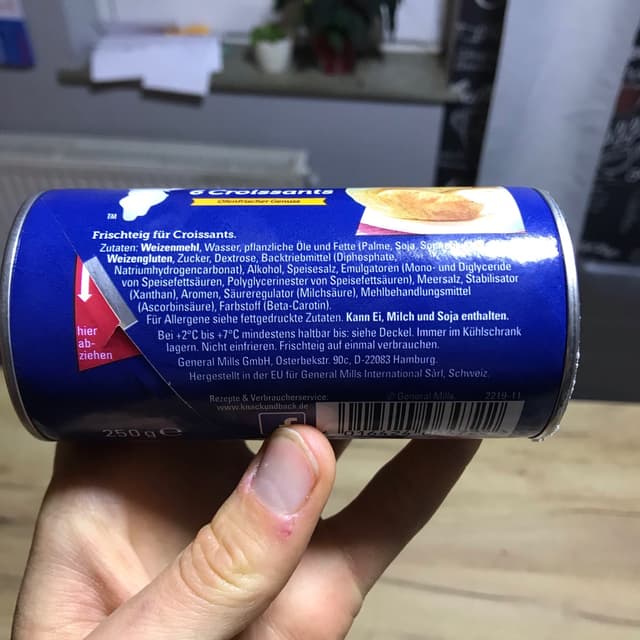 6 Croissants
Ofenfrischer Genuss
TM
Frischteig für Croissants.
Zutaten: Weizenmehl, Wasser, pflanzliche Öle und Fette (Palme, Soja,
Weizengluten, Zucker, Dextrose, Backtriebmittel (Diphosphate,
Natriumhydrogencarbonat), Alkohol, Speisesalz, Emulgatoren (Mono- und Diglyceride
von Speisefettsäuren, Polyglycerinester von Speisefettsäuren), Meersalz, Stabilisator
(Xanthan), Aromen, Säureregulator (Milchsäure), Mehlbehandlungsmittel
(Ascorbinsäure), Farbstoff (Beta-Carotin).
Für Allergene siehe fettgedruckte Zutaten. Kann Ei, Milch und Soja enthalten.
Bei +2°C bis +7°C mindestens haltbar bis: siehe Deckel. Immer im Kühlschrank
lagern. Nicht einfrieren. Frischteig auf einmal verbrauchen.
General Mills GmbH, Osterbekstr. 90c, D-22083 Hamburg.
Hergestellt in der EU für General Mills International Sàrl, Schweiz.
hier
ab-
ziehen
Rezepte & Verbraucherservice:
www.knackundback.de
© General Mills
2219-11
250 g ℮